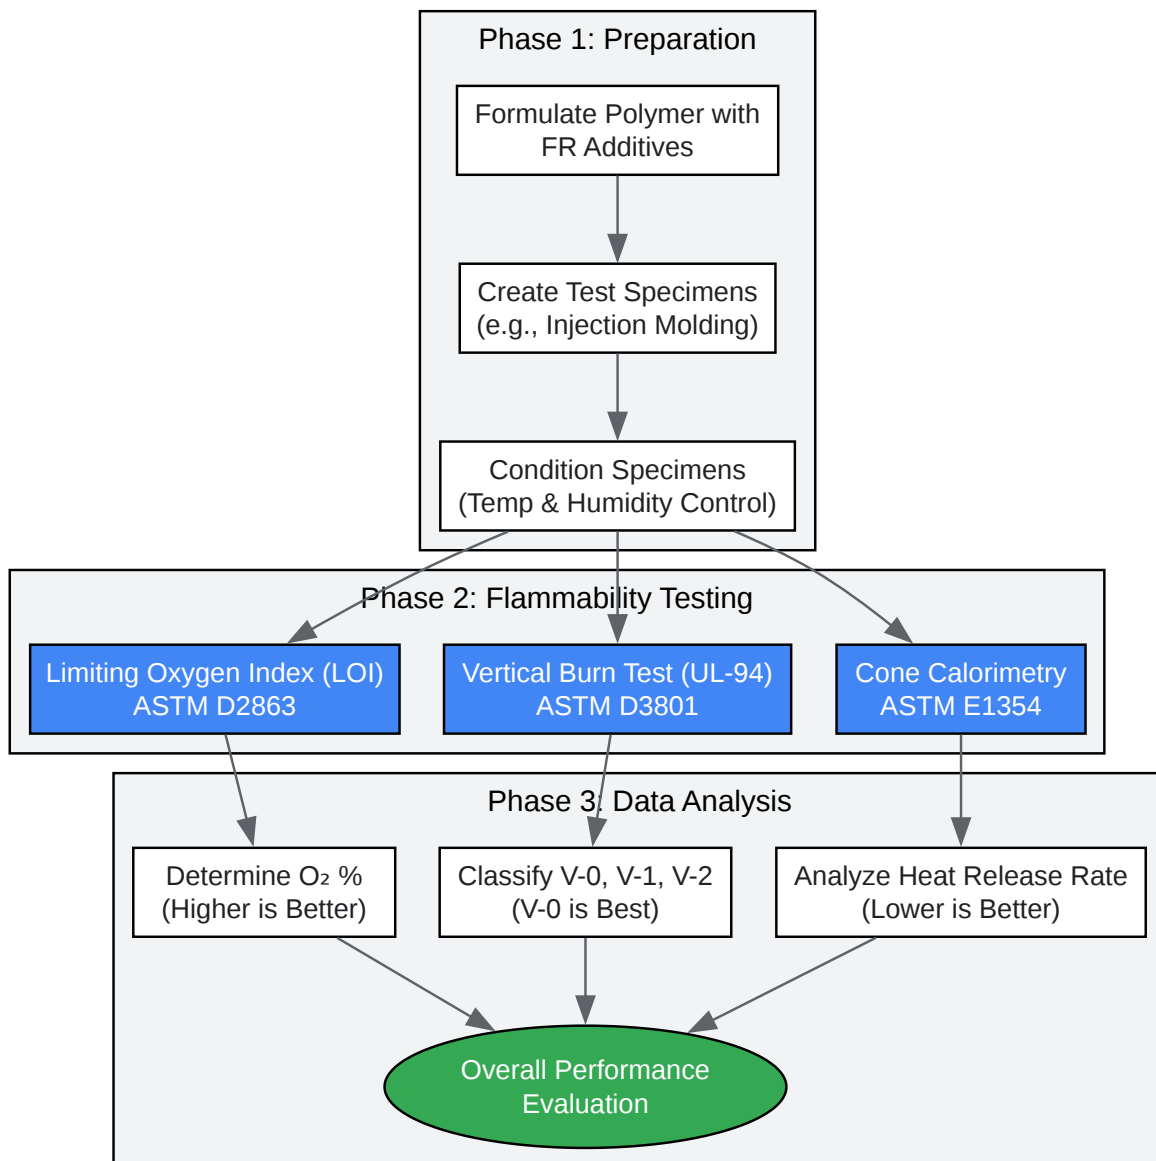 Phase 1: Preparation
Formulate Polymer with
FR Additives
Create Test Specimens
(e.g., Injection Molding)
Condition Specimens
(Temp & Humidity Control)
Phase 2: Flammability Testing
Limiting Oxygen Index (LOI)
ASTM D2863
Vertical Burn Test (UL-94)
ASTM D3801
Cone Calorimetry
ASTM E1354
Phase 3: Data Analysis
Determine O₂ %
(Higher is Better)
Classify V-0, V-1, V-2
(V-0 is Best)
Analyze Heat Release Rate
(Lower is Better)
Overall Performance
Evaluation